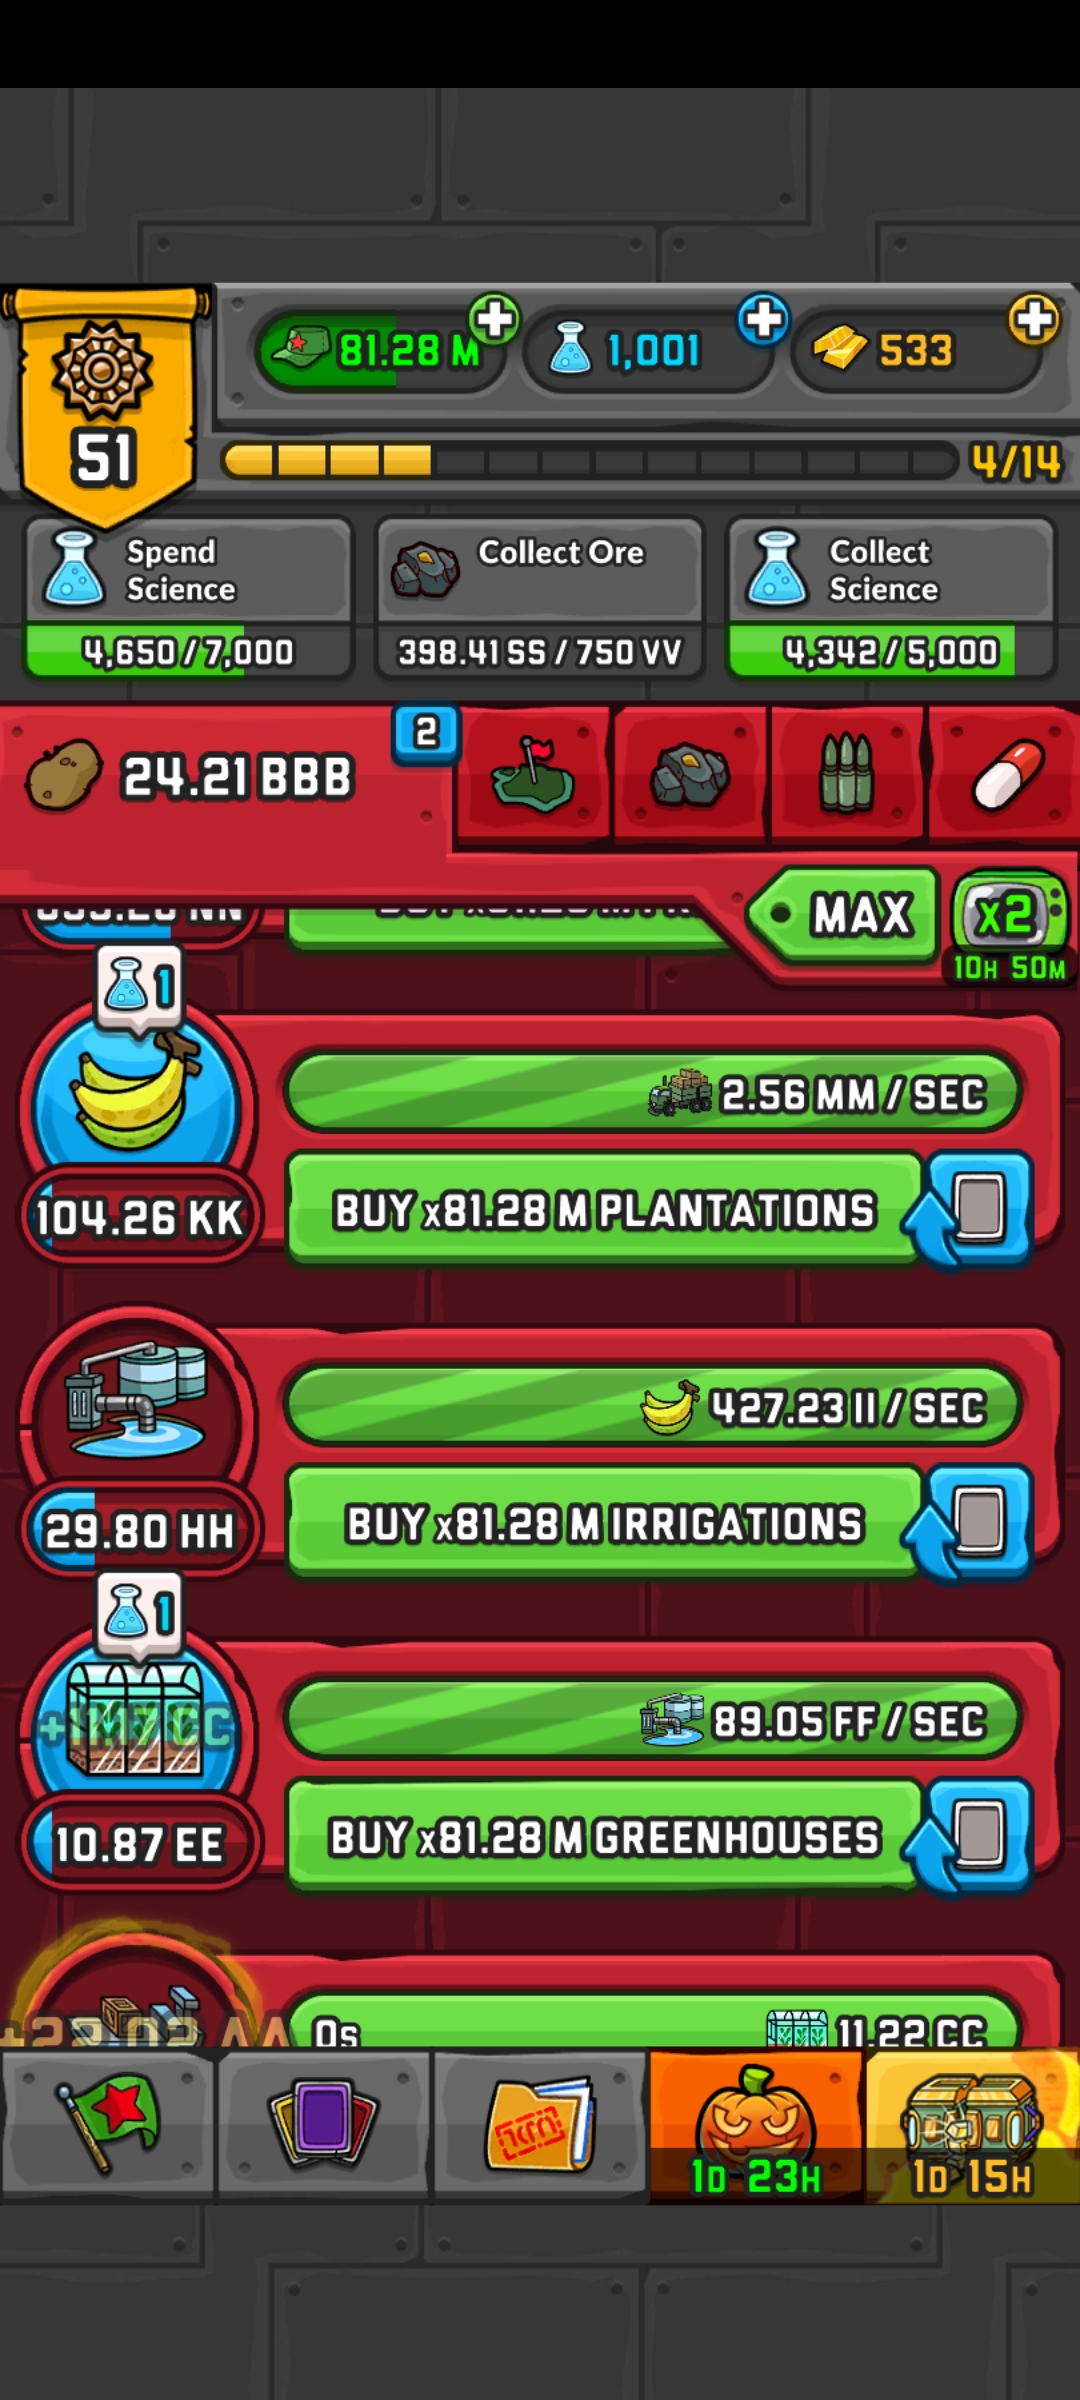 81.28 M
1,001
533
51
4/14
Spend
Science
Collect Ore
Collect
Science
4,650/7,000
398.41 SS/750 VV
4,342/5,000
24.21 BBB
2
MAX
x2
10H 50M
1
2.56 MM/SEC
104.26 KK
BUY x81.28 M PLANTATIONS
427.23 II/SEC
29.80 HH
BUY x81.28 M IRRIGATIONS
1
89.05 FF/SEC
10.87 EE
BUY x81.28 M GREENHOUSES
0s
11.22 CC
1D 23H
1D 15H